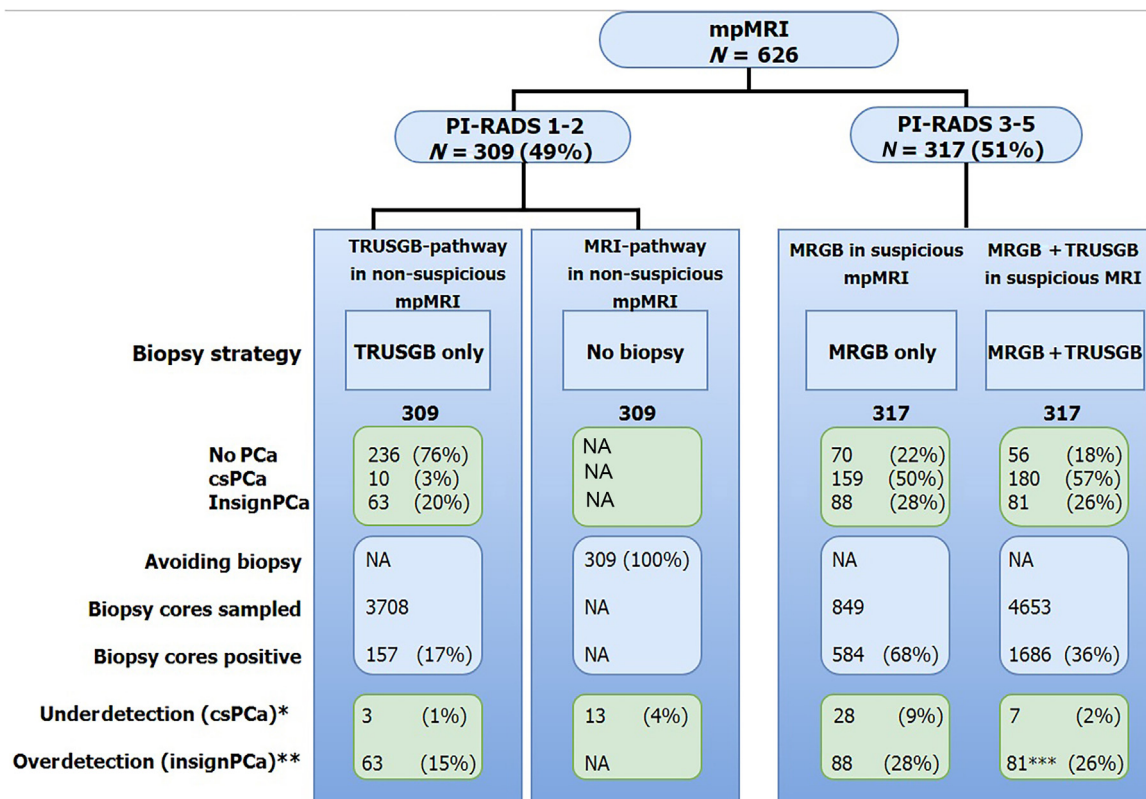 mpMRI
N = 626
PI-RADS 1-2
N = 309 (49%)
PI-RADS 3-5
N = 317 (51%)
TRUSGB-pathway
in non-suspicious
mpMRI
MRI-pathway
in non-suspicious
mpMRI
MRGB in suspicious
mpMRI
MRGB + TRUSGB
in suspicious MRI
Biopsy strategy
TRUSGB only
No biopsy
MRGB only
MRGB + TRUSGB
309 309 317 317
No PCa 236 (76%) NA 70 (22%) 56 (18%)
csPCa 10 (3%) NA 159 (50%) 180 (57%)
InsignPCa 63 (20%) NA 88 (28%) 81 (26%)
Avoiding biopsy NA 309 (100%) NA NA
Biopsy cores sampled 3708 NA 849 4653
Biopsy cores positive 157 (17%) NA 584 (68%) 1686 (36%)
Underdetection (csPCa)* 3 (1%) 13 (4%) 28 (9%) 7 (2%)
Overdetection (insignPCa)** 63 (15%) NA 88 (28%) 81*** (26%)